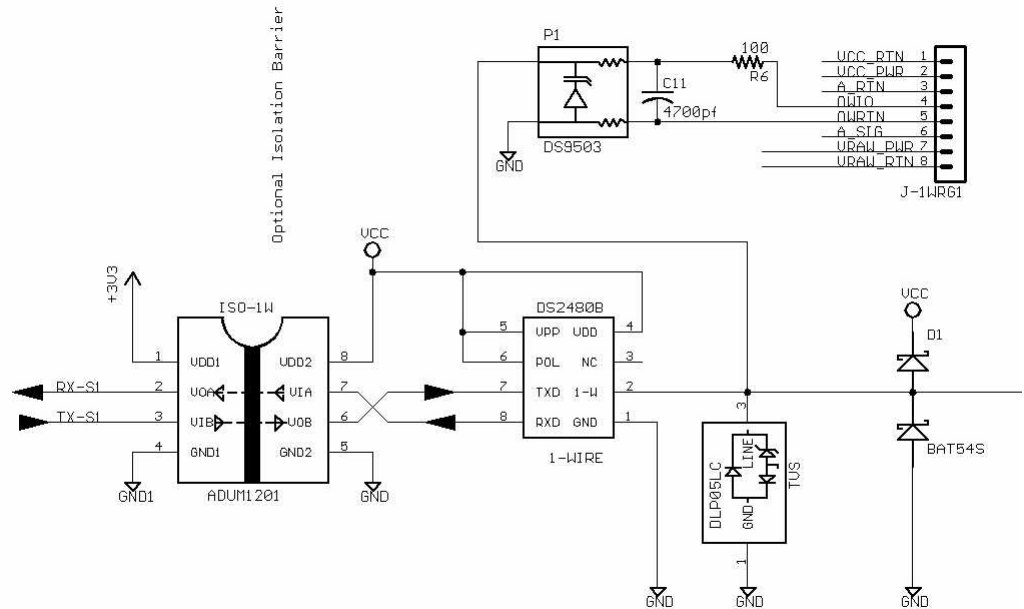 Optional Isolation Barrier
P1
DS9503
GND
C11
4700pf
100
R6
VCC_RTN 1
VCC_PWR 2
A_RTN 3
OWIO 4
OWRTN 5
A_SIG 6
VRAW_PWR 7
VRAW_RTN 8
J-1WRG1
+3V3
VCC
ISO-1W
1 VDD1 VDD2 8
RX-S1 2 VOA VIA 7
TX-S1 3 VIB VOB 6
4 GND1 GND2 5
GND1
ADUM1201
GND
DS2480B
5 VPP VDD 4
6 POL NC 3
7 TXD 1-W 2
8 RXD GND 1
1-WIRE
GND
3
DLP05LC
LINE
GND
TVS
1
GND
VCC
D1
BAT54S
GND